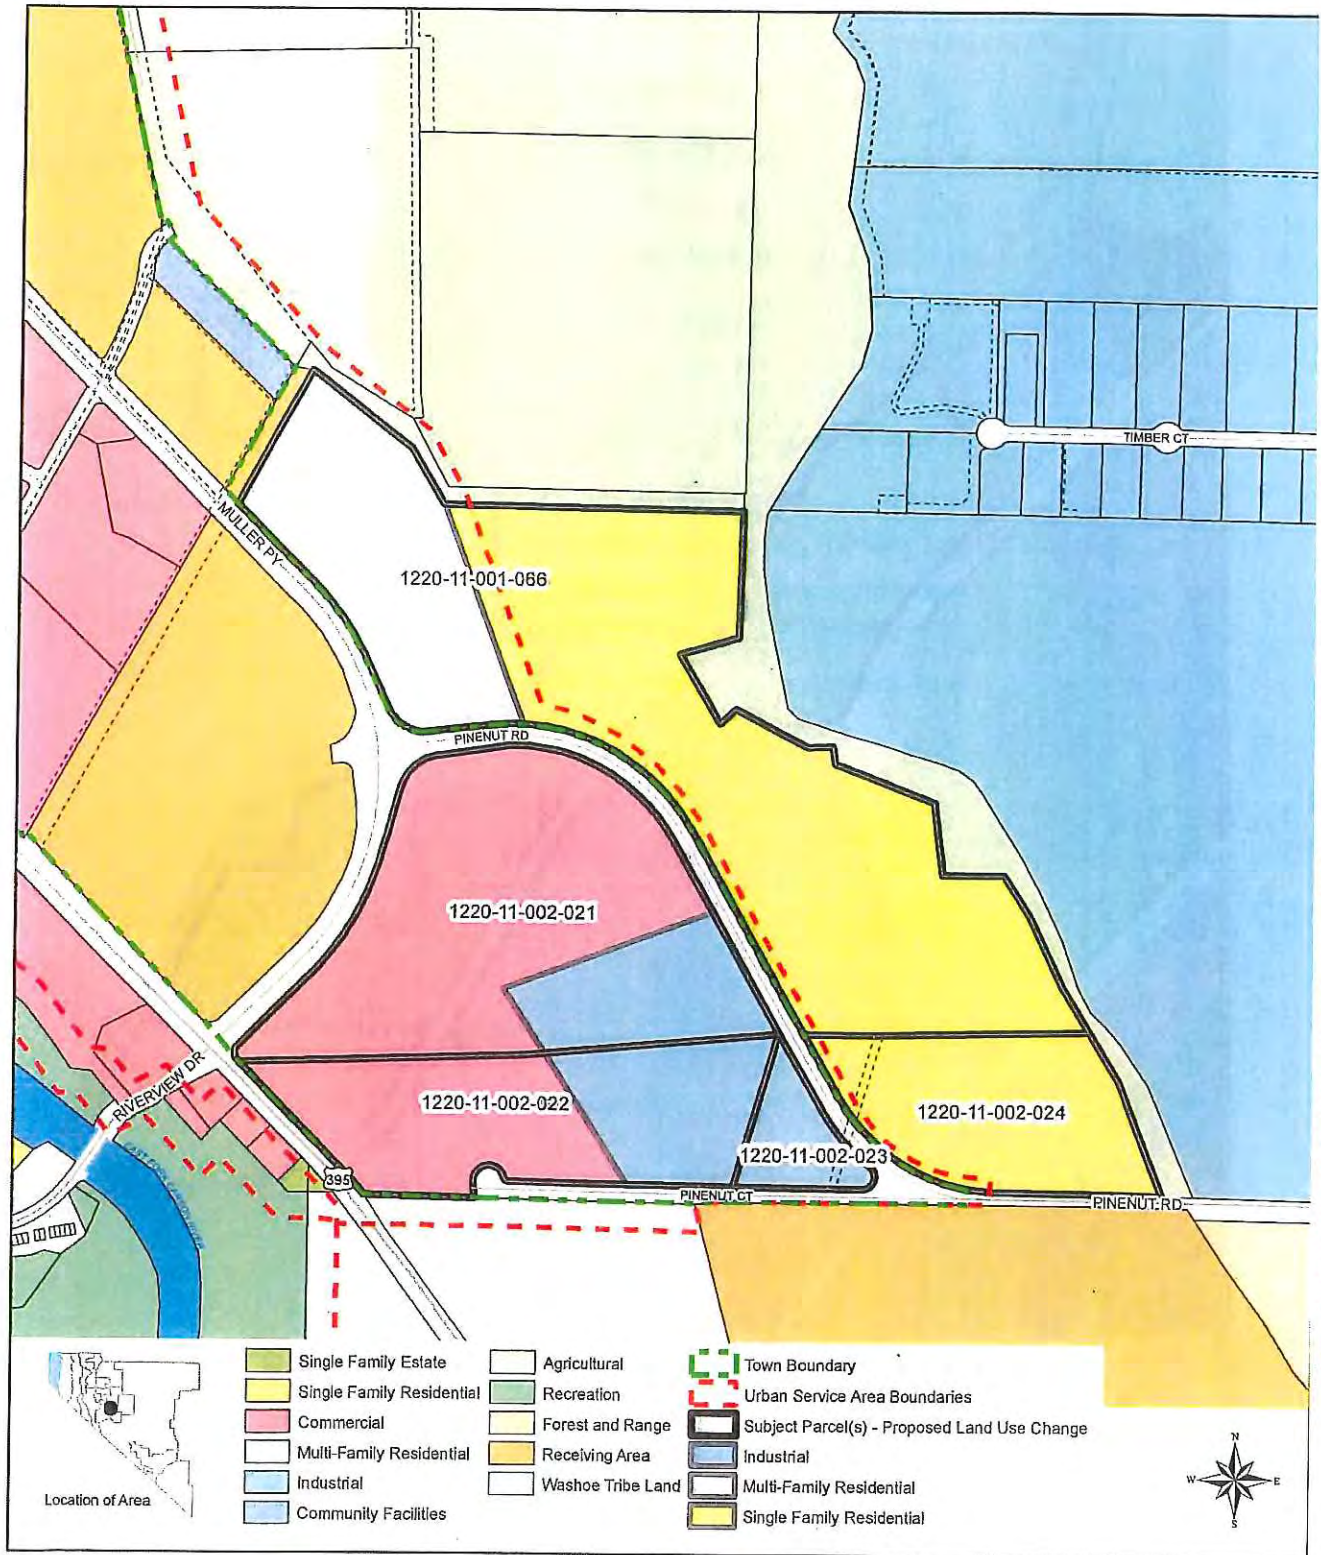 TIMBER CT
MULLER PY
1220-11-001-066
PINENUT RD
1220-11-002-021
RIVERVIEW DR
1220-11-002-022
1220-11-002-024
EAST FORK CARSON RIVER
395
1220-11-002-023
PINENUT CT
PINENUT RD
Location of Area
Single Family Estate
Single Family Residential
Commercial
Multi-Family Residential
Industrial
Community Facilities
Agricultural
Recreation
Forest and Range
Receiving Area
Washoe Tribe Land
Town Boundary
Urban Service Area Boundaries
Subject Parcel(s) - Proposed Land Use Change
Industrial
Multi-Family Residential
Single Family Residential
N
W
E
S